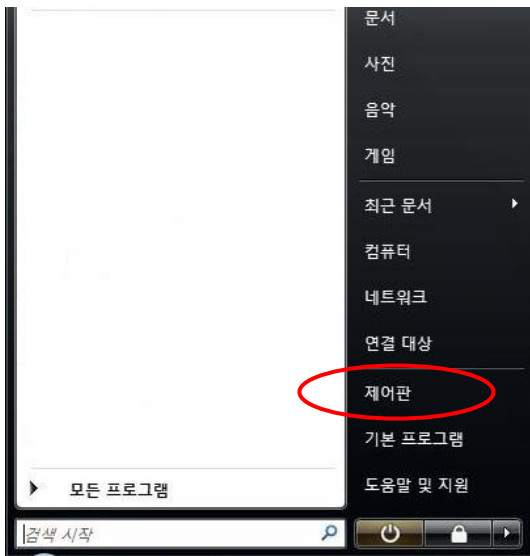 문서
사진
음악
게임
최근 문서
컴퓨터
네트워크
연결 대상
제어판
기본 프로그램
도움말 및 지원
모든 프로그램
검색 시작